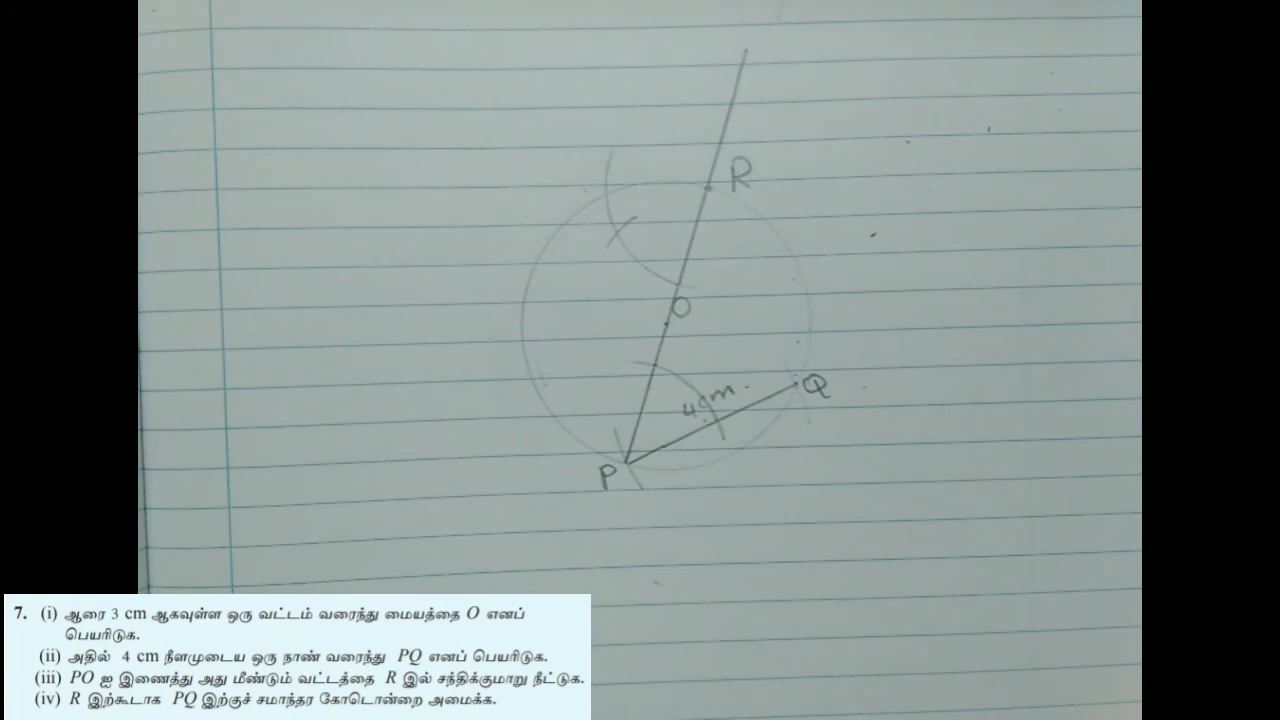 R
O
4cm.
Q
P
7. (i) ஆரை 3 cm ஆகவுள்ள ஒரு வட்டம் வரைந்து மையத்தை O எனப்
பெயரிடுக.
(ii) அதில் 4 cm நீளமுடைய ஒரு நாண் வரைந்து PQ எனப் பெயரிடுக.
(iii) PO ஐ இணைத்து அது மீண்டும் வட்டத்தை R இல் சந்திக்குமாறு நீட்டுக.
(iv) R இற்கூடாக PQ இற்குச் சமாந்தர கோடொன்றை அமைக்க.